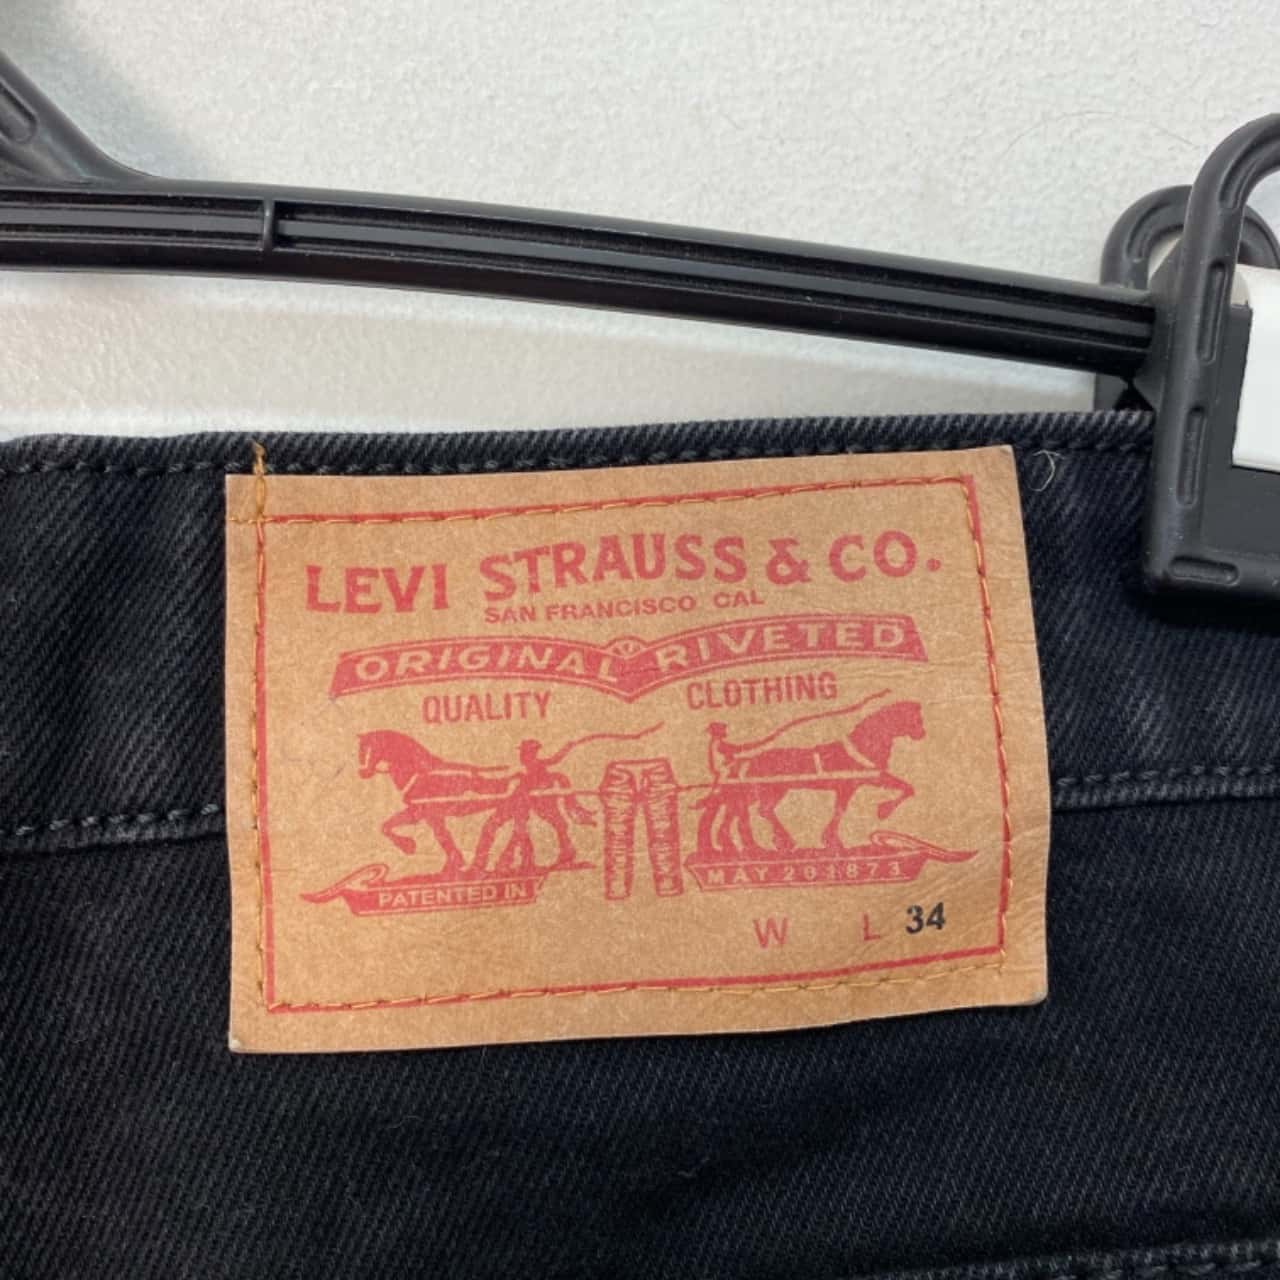 LEVI STRAUSS & CO.
SAN FRANCISCO CAL
ORIGINAL RIVETED
QUALITY CLOTHING
PATENTED IN MAY 20 1873
W L 34